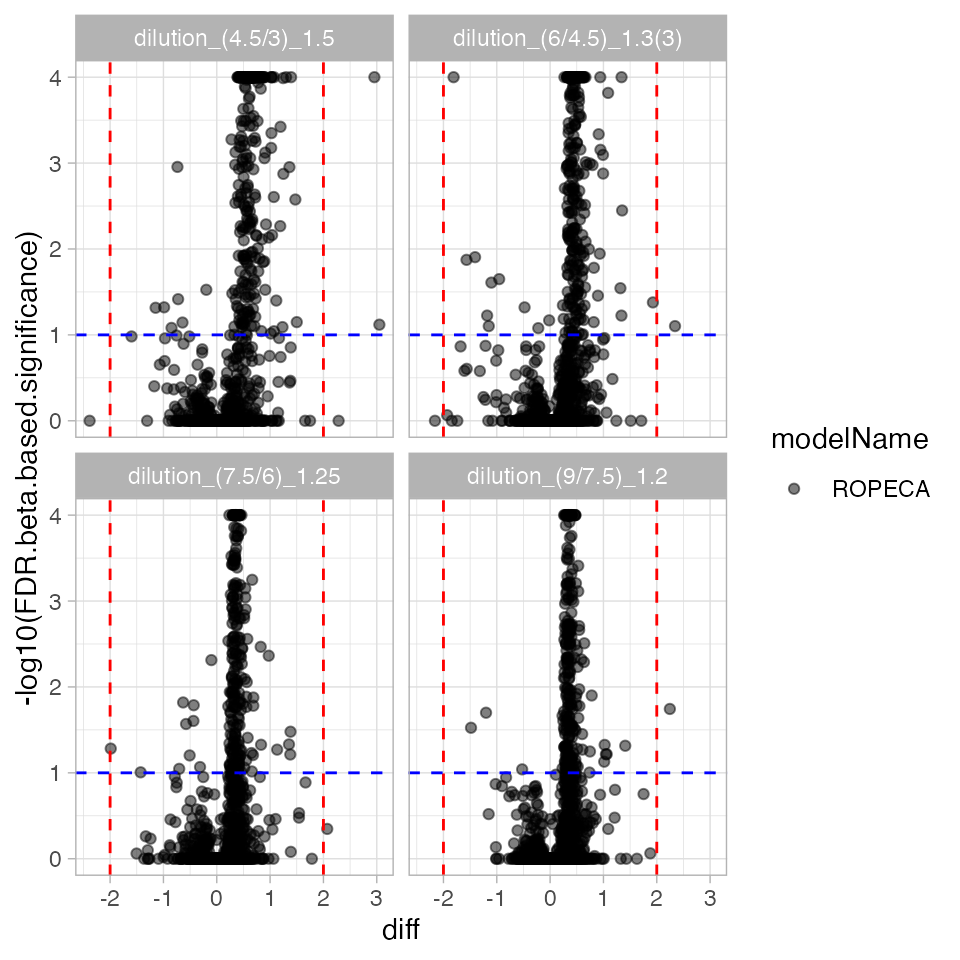 dilution_(4.5/3)_1.5
dilution_(6/4.5)_1.3(3)
4
3
2
1
0
dilution_(7.5/6)_1.25
dilution_(9/7.5)_1.2
4
3
2
1
0
-2 -1 0 1 2 3
-2 -1 0 1 2 3
diff
-log10(FDR.beta.based.significance)
modelName
ROPECA